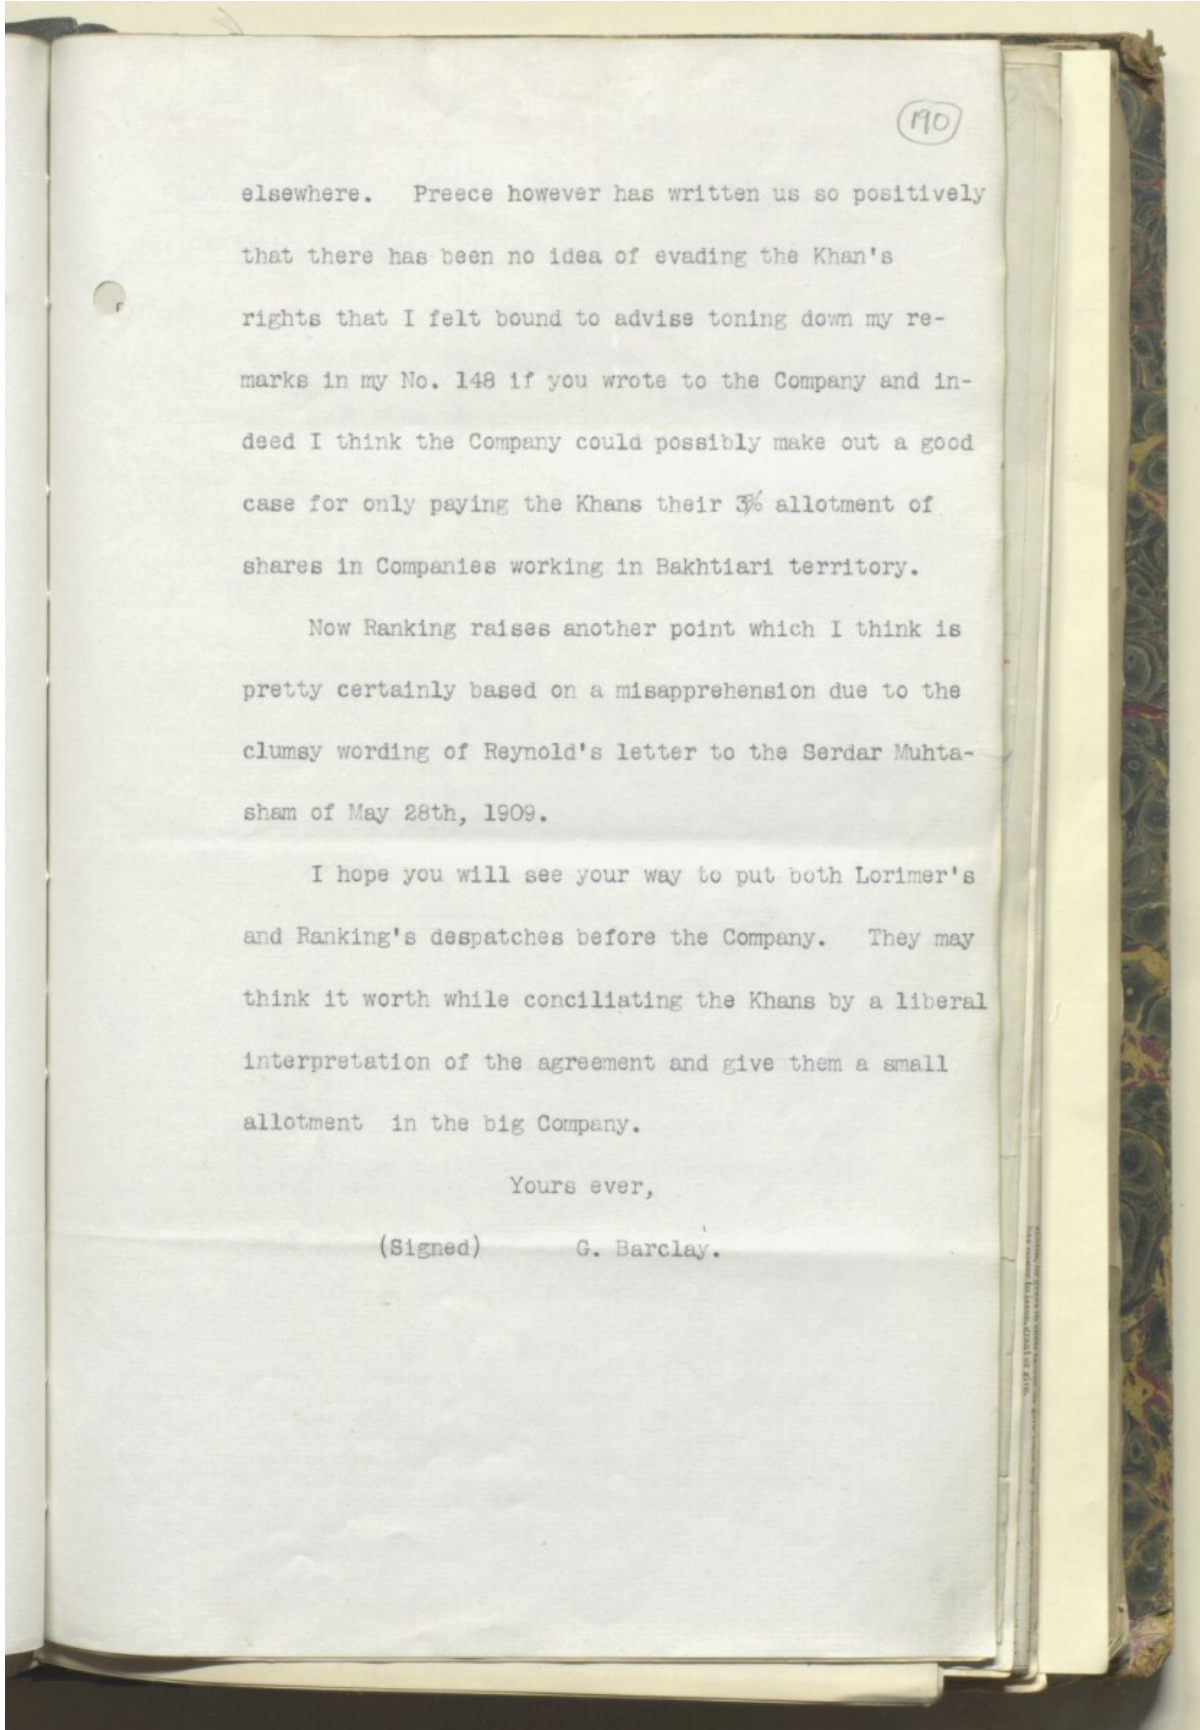 190
elsewhere. Preece however has written us so positively
that there has been no idea of evading the Khan's
rights that I felt bound to advise toning down my re-
marks in my No. 148 if you wrote to the Company and in-
deed I think the Company could possibly make out a good
case for only paying the Khans their 3% allotment of
shares in Companies working in Bakhtiari territory.
Now Ranking raises another point which I think is
pretty certainly based on a misapprehension due to the
clumsy wording of Reynold's letter to the Serdar Muhta-
sham of May 28th, 1909.
I hope you will see your way to put both Lorimer's
and Ranking's despatches before the Company. They may
think it worth while conciliating the Khans by a liberal
interpretation of the agreement and give them a small
allotment in the big Company.
Yours ever,
(Signed) G. Barclay.